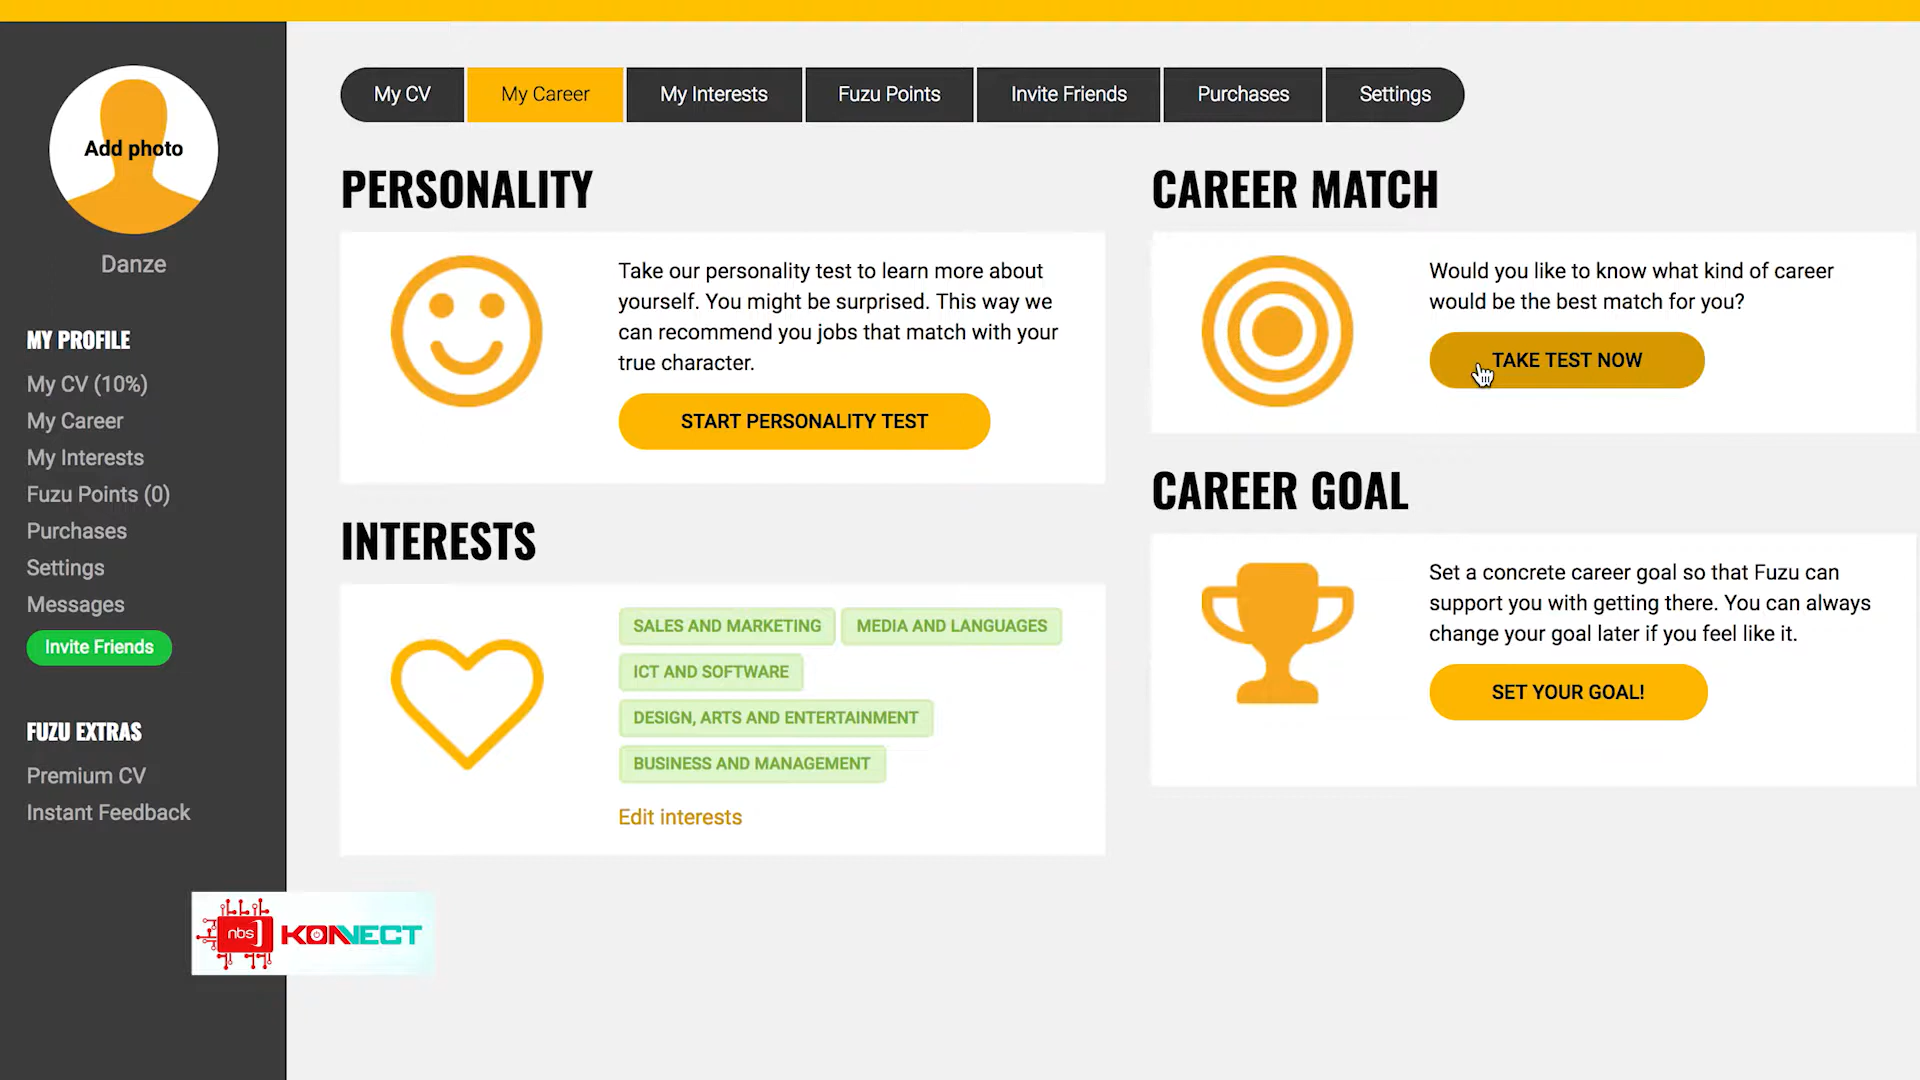 Add photo
Danze
MY PROFILE
My CV (10%)
My Career
My Interests
Fuzu Points (0)
Purchases
Settings
Messages
Invite Friends
FUZU EXTRAS
Premium CV
Instant Feedback
My CV
My Career
My Interests
Fuzu Points
Invite Friends
Purchases
Settings
PERSONALITY
Take our personality test to learn more about
yourself. You might be surprised. This way we
can recommend you jobs that match with your
true character.
START PERSONALITY TEST
INTERESTS
SALES AND MARKETING
MEDIA AND LANGUAGES
ICT AND SOFTWARE
DESIGN, ARTS AND ENTERTAINMENT
BUSINESS AND MANAGEMENT
Edit interests
CAREER MATCH
Would you like to know what kind of career
would be the best match for you?
TAKE TEST NOW
CAREER GOAL
Set a concrete career goal so that Fuzu can
support you with getting there. You can always
change your goal later if you feel like it.
SET YOUR GOAL!
nbs KONNECT